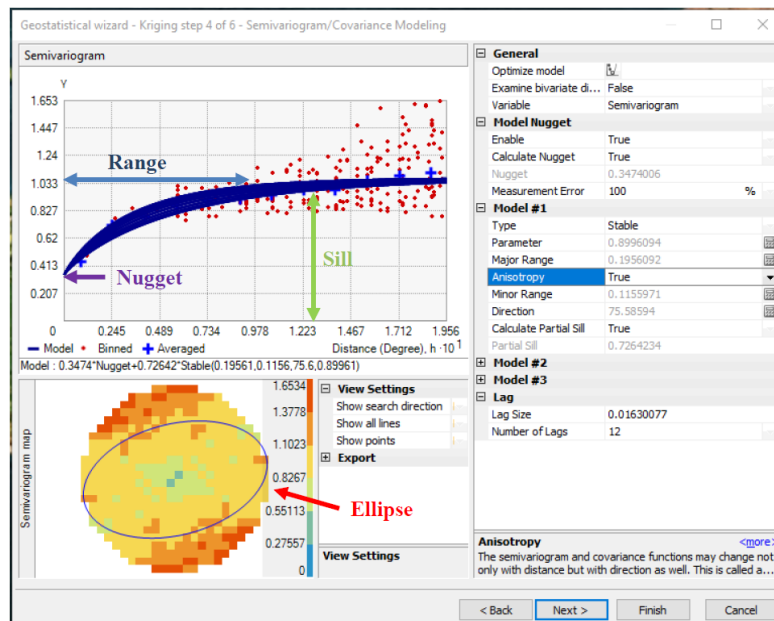 Geostatistical wizard - Kriging step 4 of 6 - Semivariogram/Covariance Modeling
Semivariogram
Y
1.653
1.447
1.24
1.033
0.827
0.62
0.413
0.207
Range
Nugget
Sill
0 0.245 0.489 0.734 0.978 1.223 1.467 1.712 1.956
Model Binned Averaged Distance (Degree), h ·10¹
Model : 0.3474*Nugget+0.72642*Stable(0.19561,0.1156,75.6,0.89961)
Semivariogram map
1.6534
1.3778
1.1023
0.8267
0.55113
0.27557
0
Ellipse
View Settings
Show search direction
Show all lines
Show points
Export
View Settings
General
Optimize model
Examine bivariate di... False
Variable Semivariogram
Model Nugget
Enable True
Calculate Nugget True
Nugget 0.3474006
Measurement Error 100 %
Model #1
Type Stable
Parameter 0.8996094
Major Range 0.1956092
Anisotropy True
Minor Range 0.1155971
Direction 75.58594
Calculate Partial Sill True
Partial Sill 0.7264234
Model #2
Model #3
Lag
Lag Size 0.01630077
Number of Lags 12
Anisotropy <more>
The semivariogram and covariance functions may change not
only with distance but with direction as well. This is called a...
< Back Next > Finish Cancel